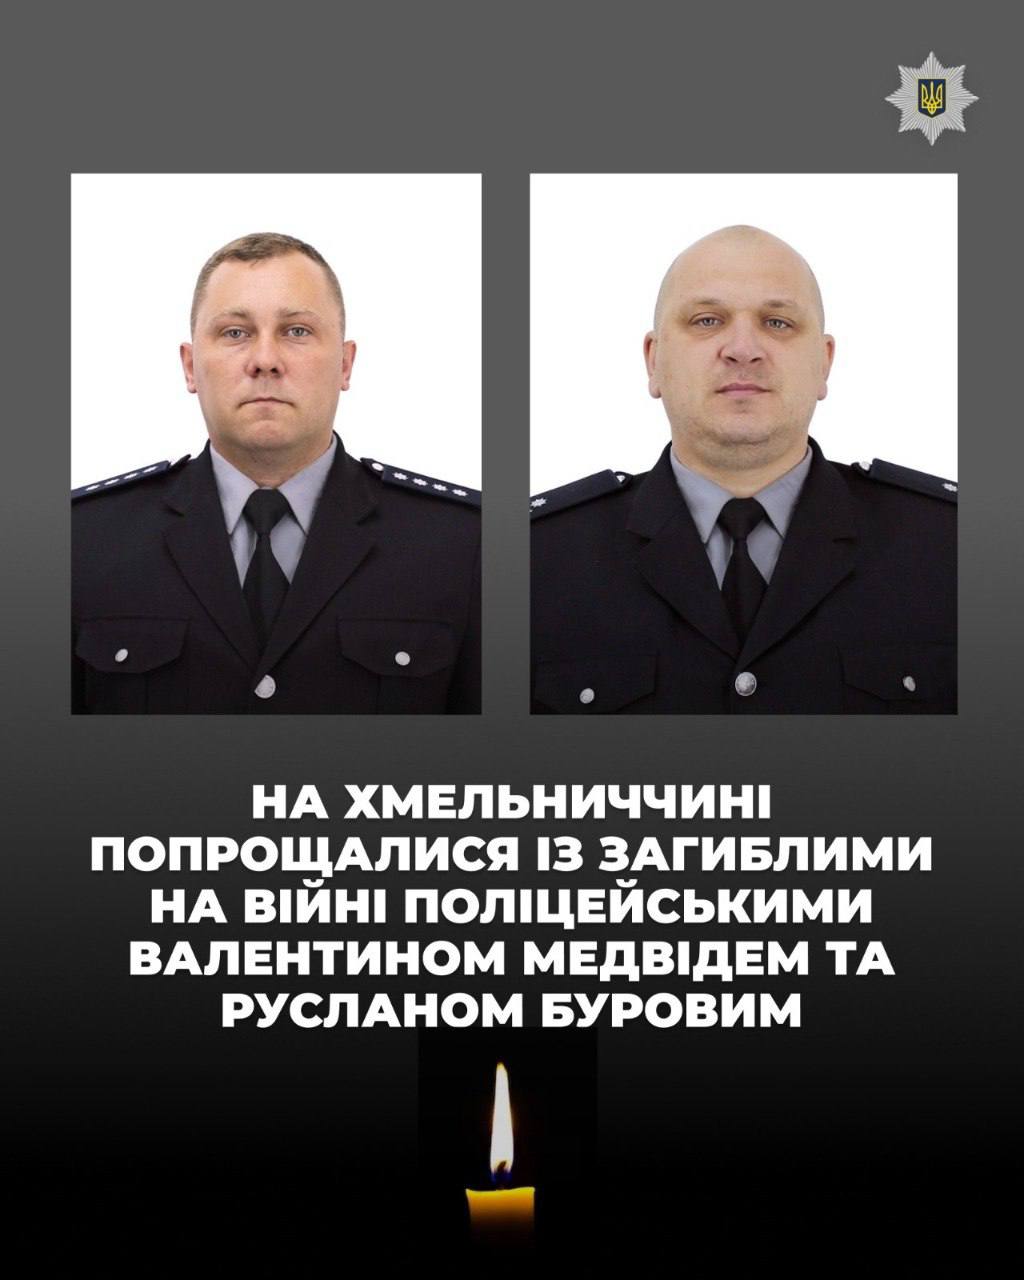 НА ХМЕЛЬНИЧЧИНІ
ПОПРОЩАЛИСЯ ІЗ ЗАГИБЛИМИ
НА ВІЙНІ ПОЛІЦЕЙСЬКИМИ
ВАЛЕНТИНОМ МЕДВІДЕМ ТА
РУСЛАНОМ БУРОВИМ